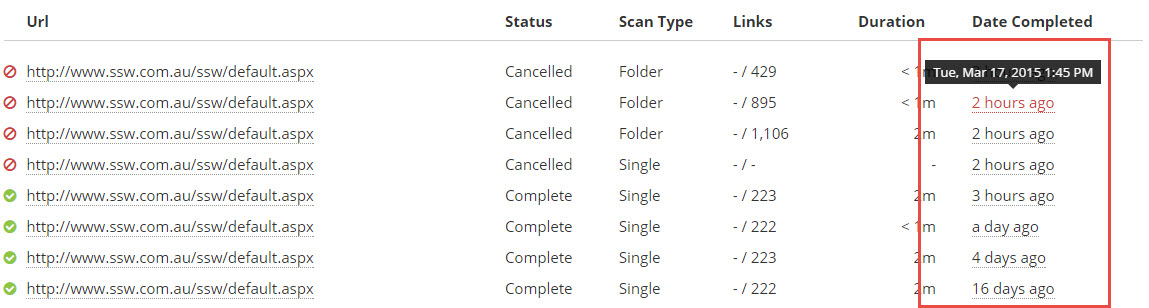 Url Status Scan Type Links Duration Date Completed
http://www.ssw.com.au/ssw/default.aspx Cancelled Folder - / 429 < 1m
Tue, Mar 17, 2015 1:45 PM
http://www.ssw.com.au/ssw/default.aspx Cancelled Folder - / 895 < 1m 2 hours ago
http://www.ssw.com.au/ssw/default.aspx Cancelled Folder - / 1,106 2m 2 hours ago
http://www.ssw.com.au/ssw/default.aspx Cancelled Single - / - - 2 hours ago
http://www.ssw.com.au/ssw/default.aspx Complete Single - / 223 2m 3 hours ago
http://www.ssw.com.au/ssw/default.aspx Complete Single - / 222 < 1m a day ago
http://www.ssw.com.au/ssw/default.aspx Complete Single - / 223 2m 4 days ago
http://www.ssw.com.au/ssw/default.aspx Complete Single - / 222 2m 16 days ago